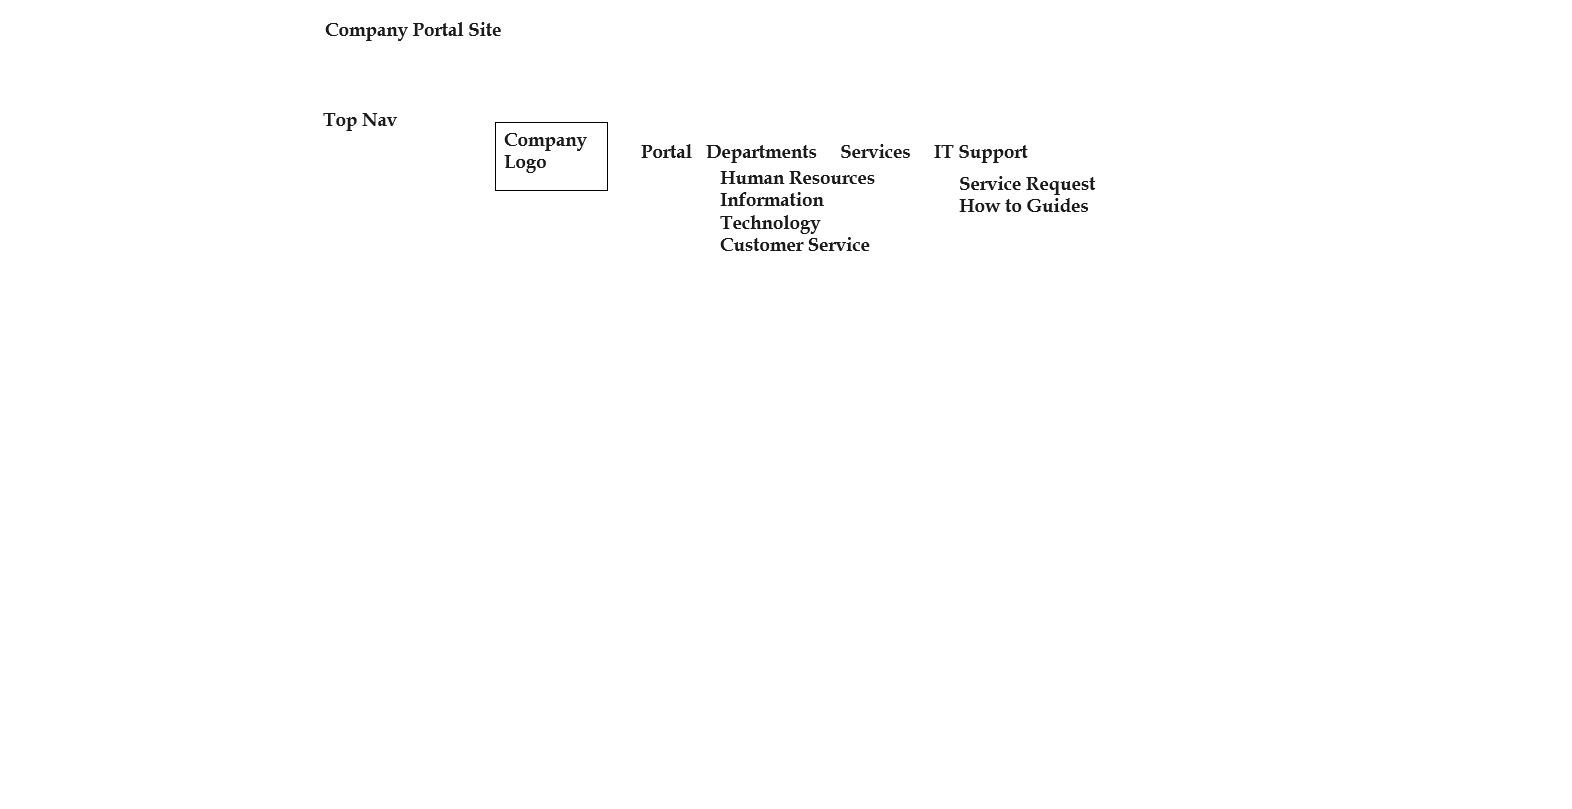 Company Portal Site
Top Nav
Company
Logo
Portal Departments Services IT Support
Human Resources
Information
Technology
Customer Service
Service Request
How to Guides